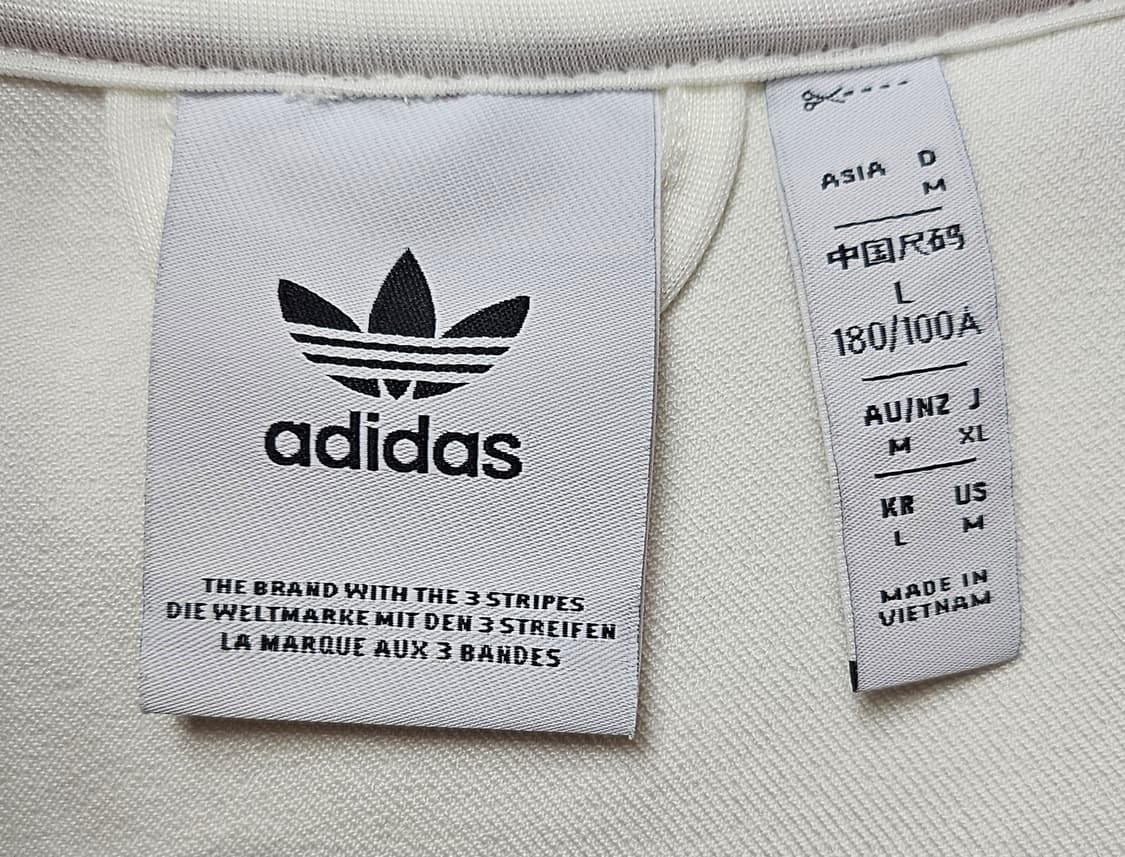 adidas
THE BRAND WITH THE 3 STRIPES
DIE WELTMARKE MIT DEN 3 STREIFEN
LA MARQUE AUX 3 BANDES
ASIA D
M
中国尺码
L
180/100A
AU/NZ J
M XL
KR US
L M
MADE IN
VIETNAM